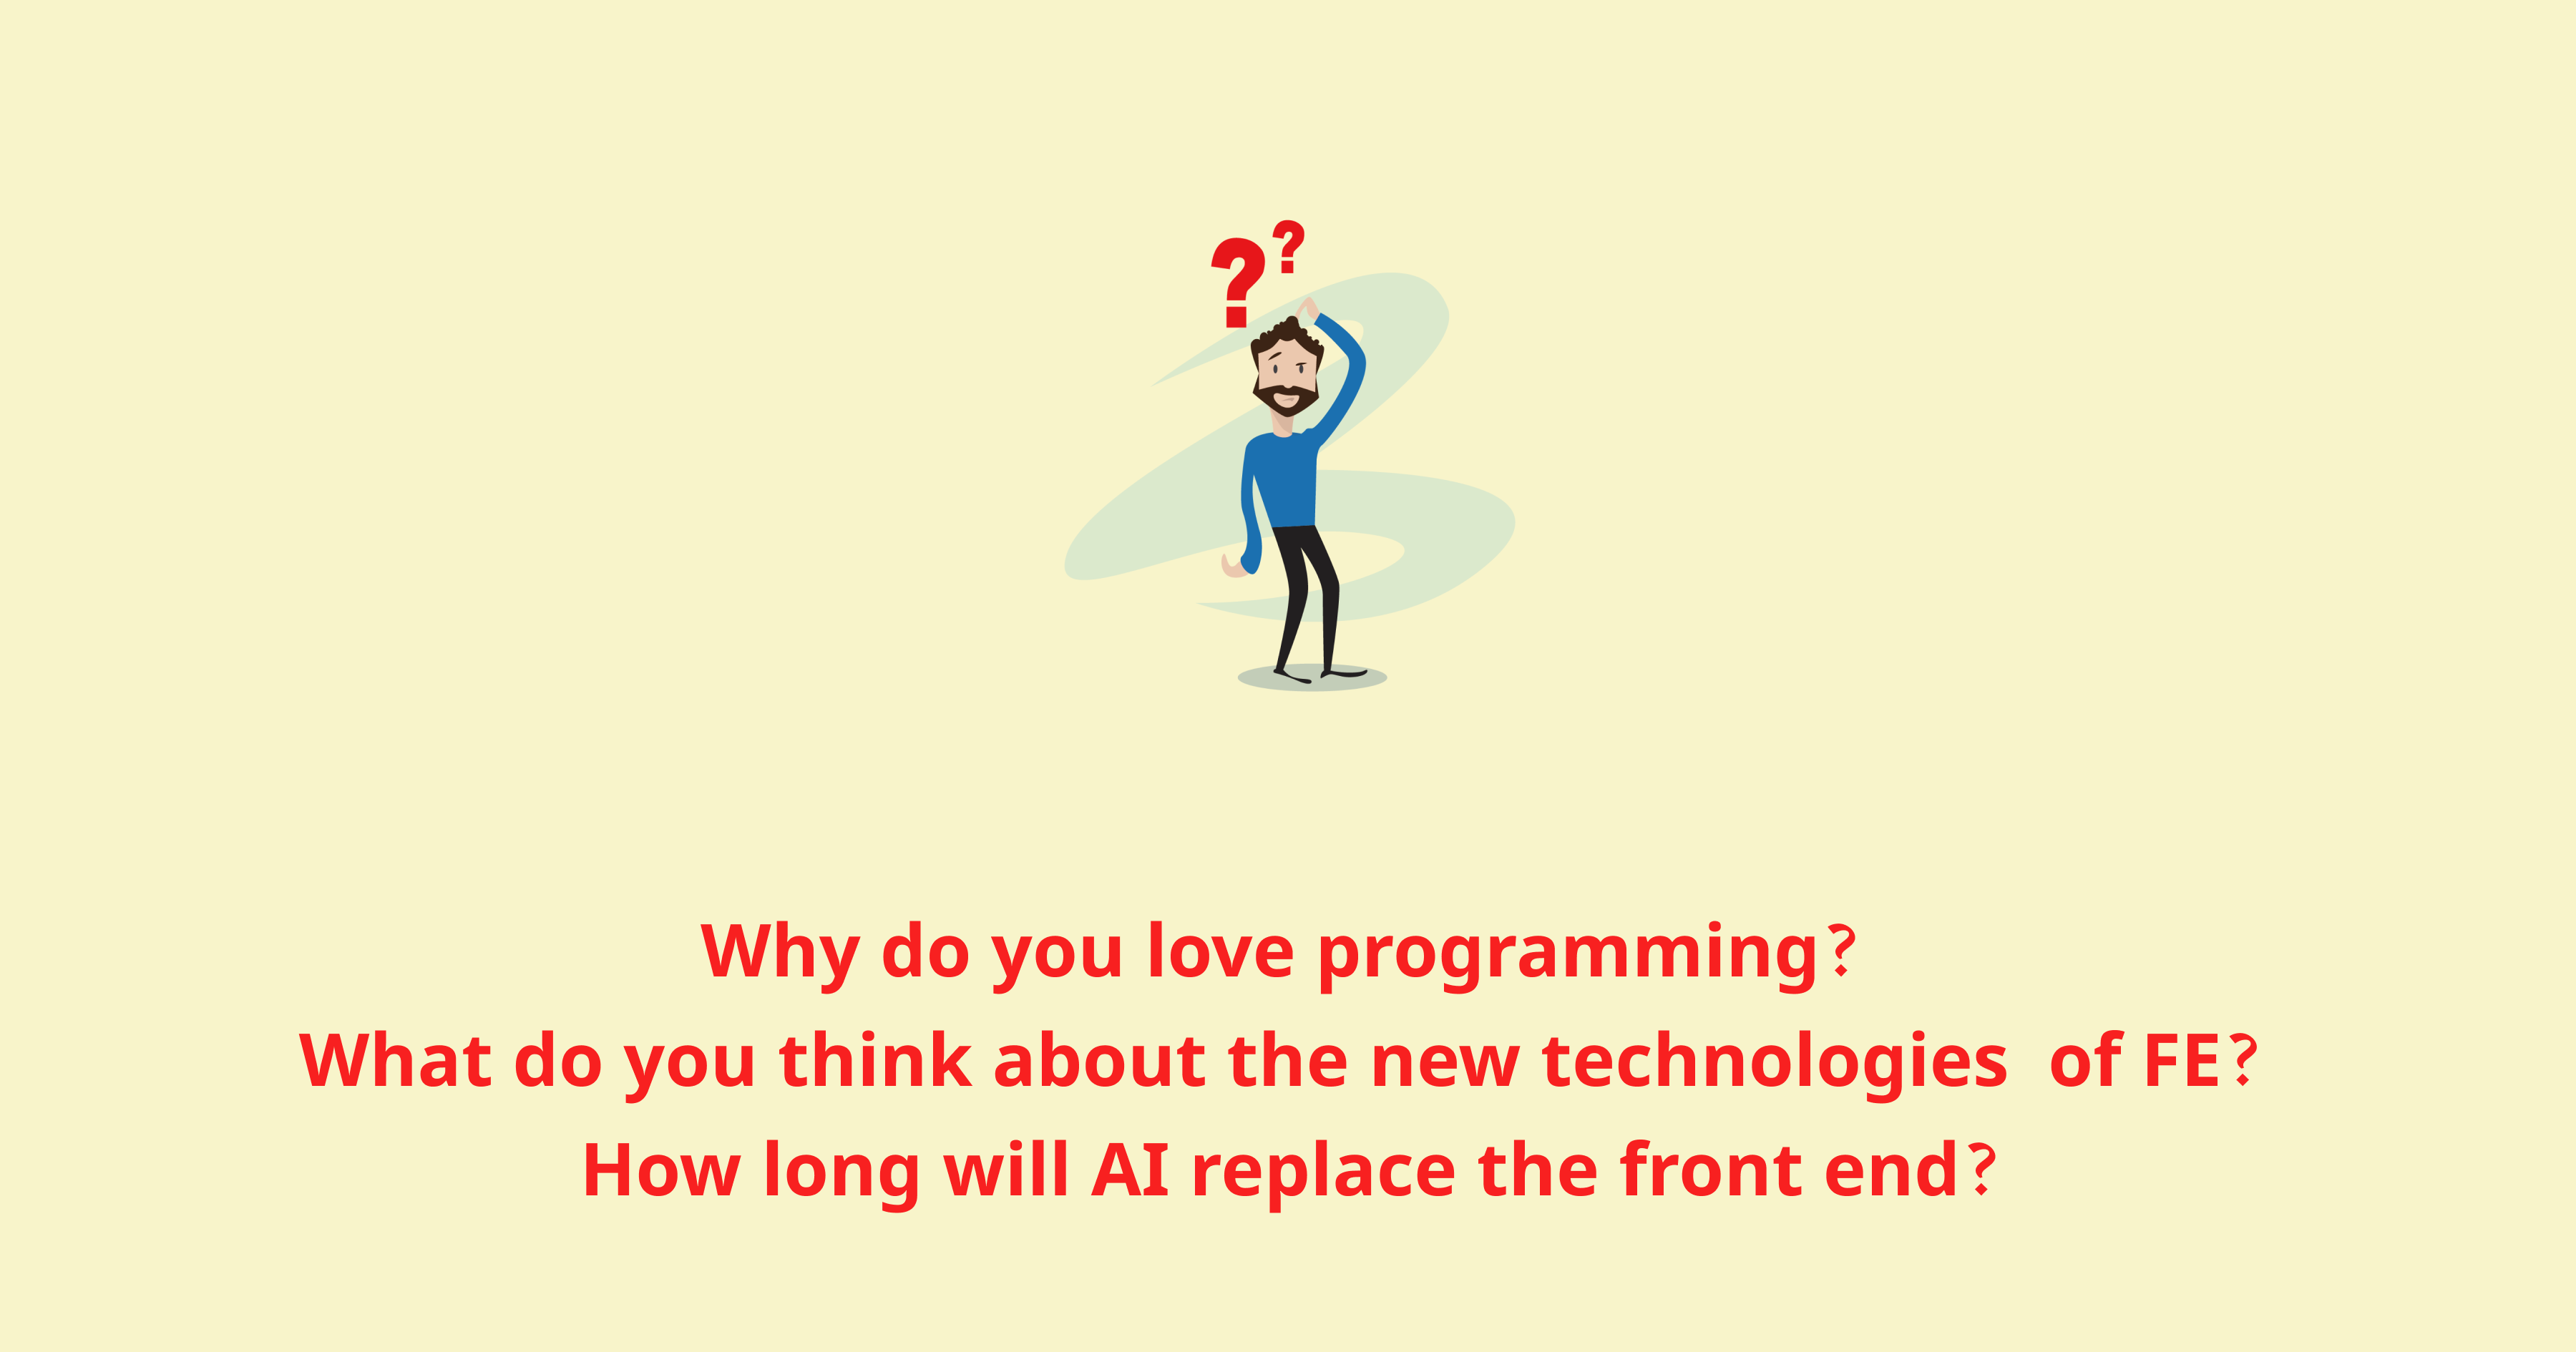 ? ?
Why do you love programming?
What do you think about the new technologies  of FE?
How long will AI replace the front end?